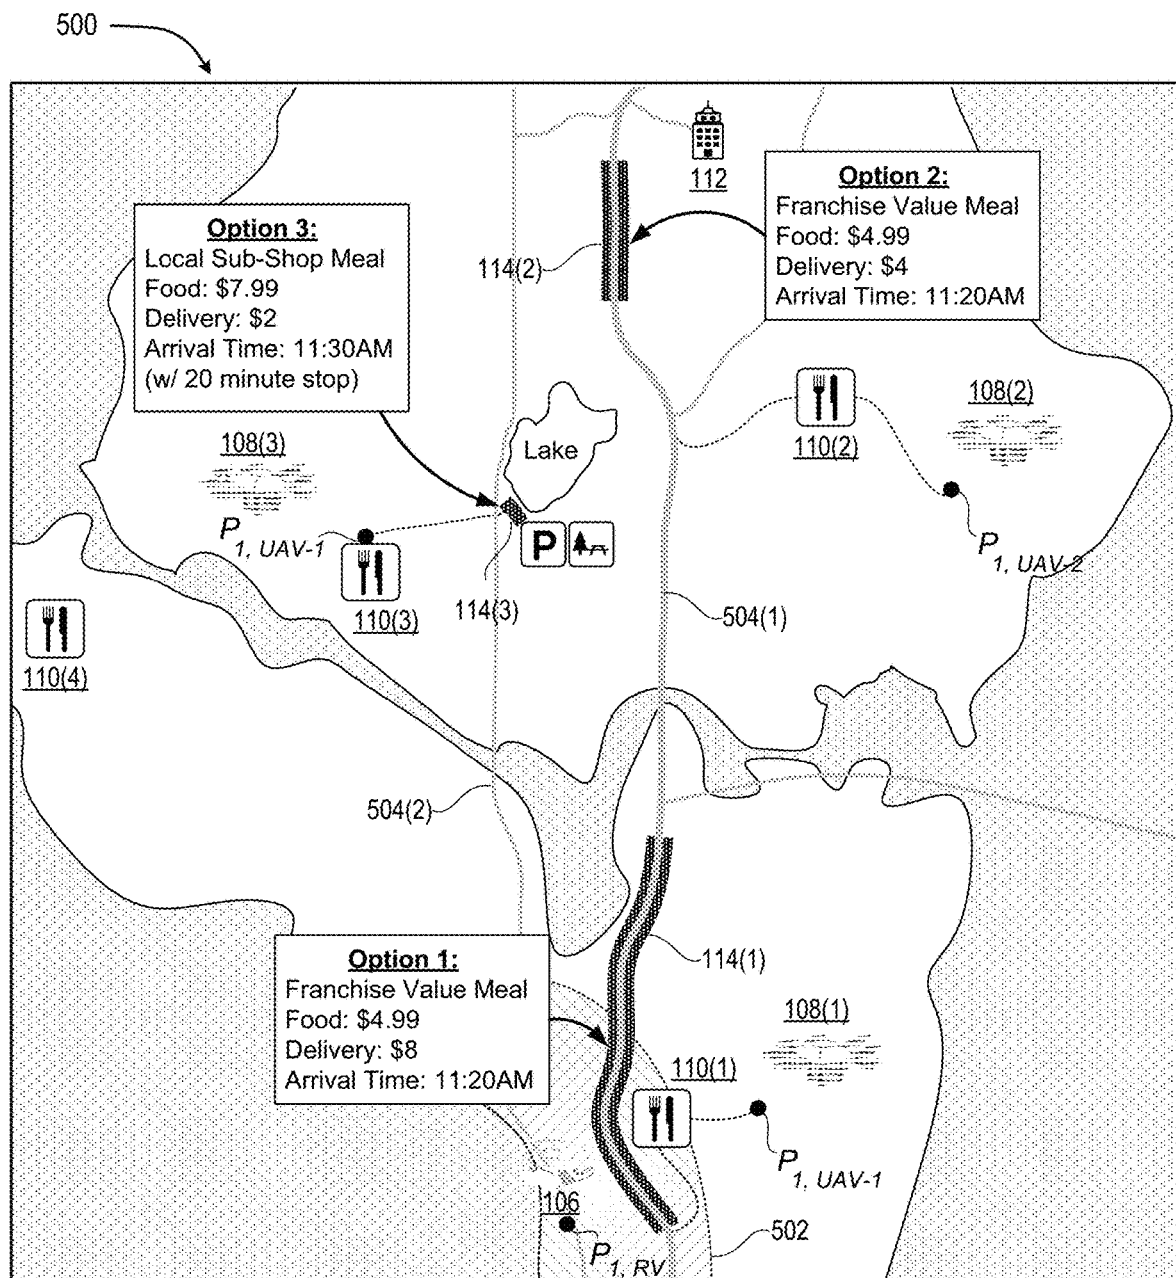 500
112
Option 2:
Franchise Value Meal
Food: $4.99
Delivery: $4
Arrival Time: 11:20AM
Option 3:
Local Sub-Shop Meal
Food: $7.99
Delivery: $2
Arrival Time: 11:30AM
(w/ 20 minute stop)
114(2)
108(2)
110(2)
108(3)
Lake
P1, UAV-1
P
P1, UAV-2
110(3)
114(3)
504(1)
110(4)
504(2)
114(1)
Option 1:
Franchise Value Meal
Food: $4.99
Delivery: $8
Arrival Time: 11:20AM
108(1)
110(1)
P1, UAV-1
106
502
P1, RV